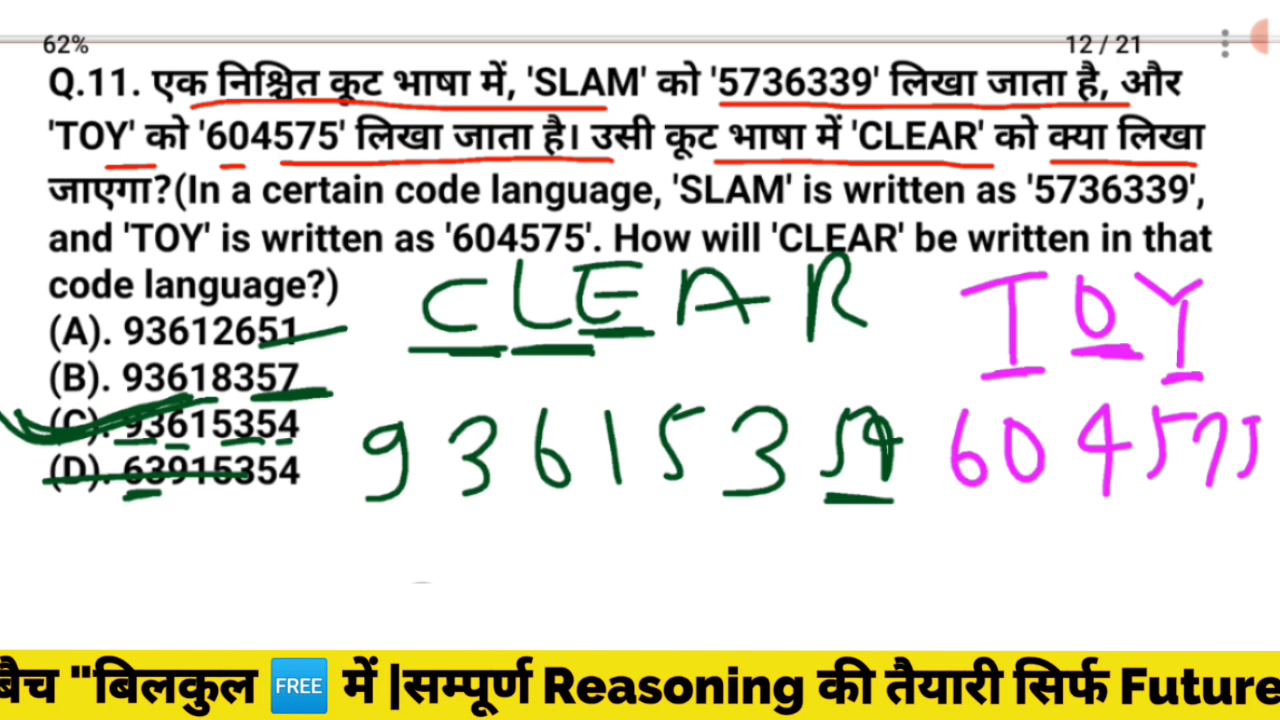 62%
12 / 21
Q.11. एक निश्चित कूट भाषा में, 'SLAM' को '5736339' लिखा जाता है, और
'TOY' को '604575' लिखा जाता है। उसी कूट भाषा में 'CLEAR' को क्या लिखा
जाएगा?(In a certain code language, 'SLAM' is written as '5736339',
and 'TOY' is written as '604575'. How will 'CLEAR' be written in that
code language?)
(A). 93612651
(B). 93618357
(C). 93615354
(D). 63915354
CLEAR
93615354
TOY
604575
बैच "बिलकुल FREE में |सम्पूर्ण Reasoning की तैयारी सिर्फ Future